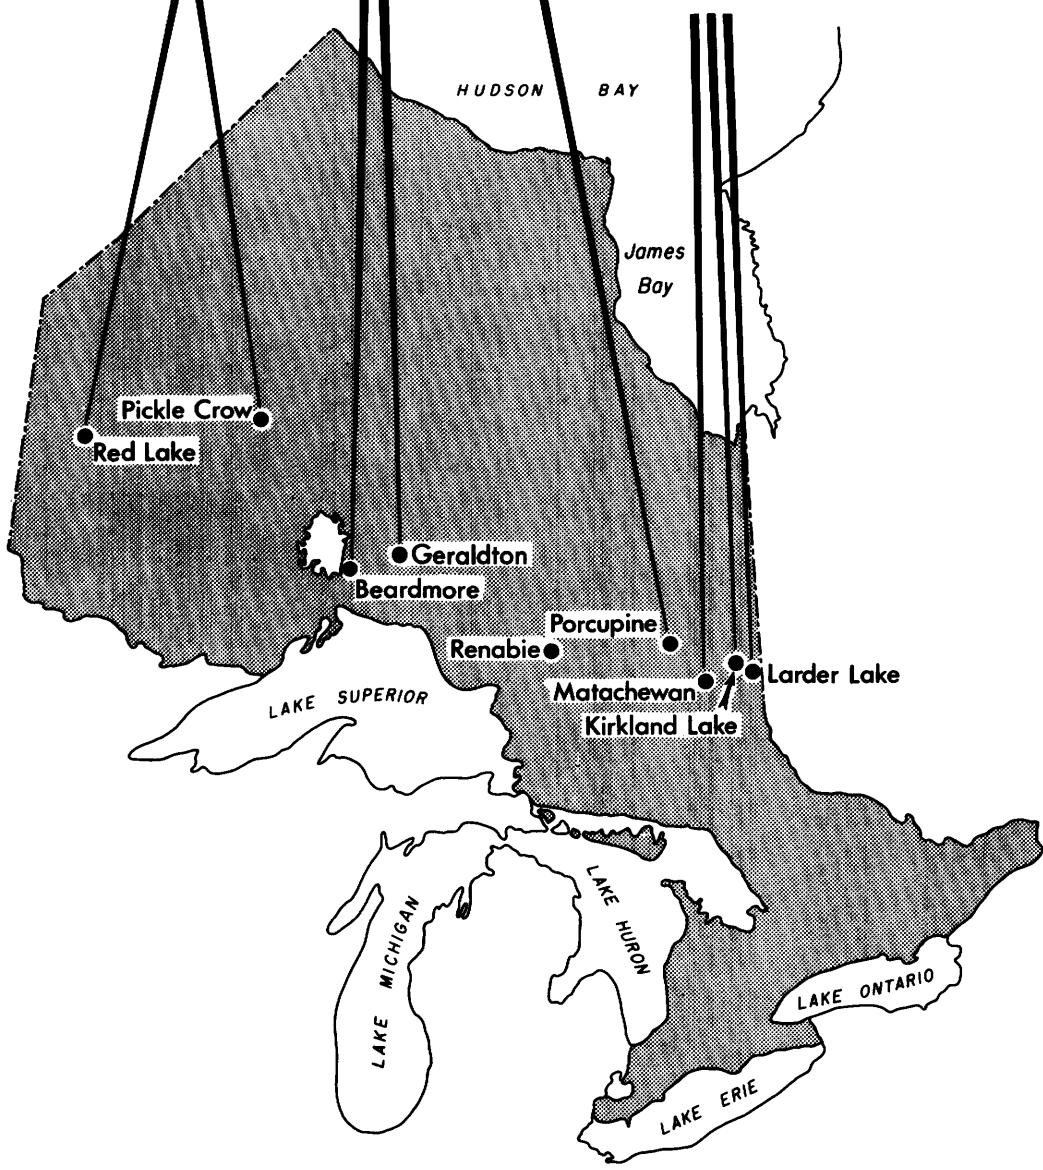 HUDSON BAY
James
Bay
Pickle Crow
Red Lake
Geraldton
Beardmore
Porcupine
Renabie
Larder Lake
Matachewan
Kirkland Lake
LAKE SUPERIOR
LAKE HURON
LAKE MICHIGAN
LAKE ONTARIO
LAKE ERIE